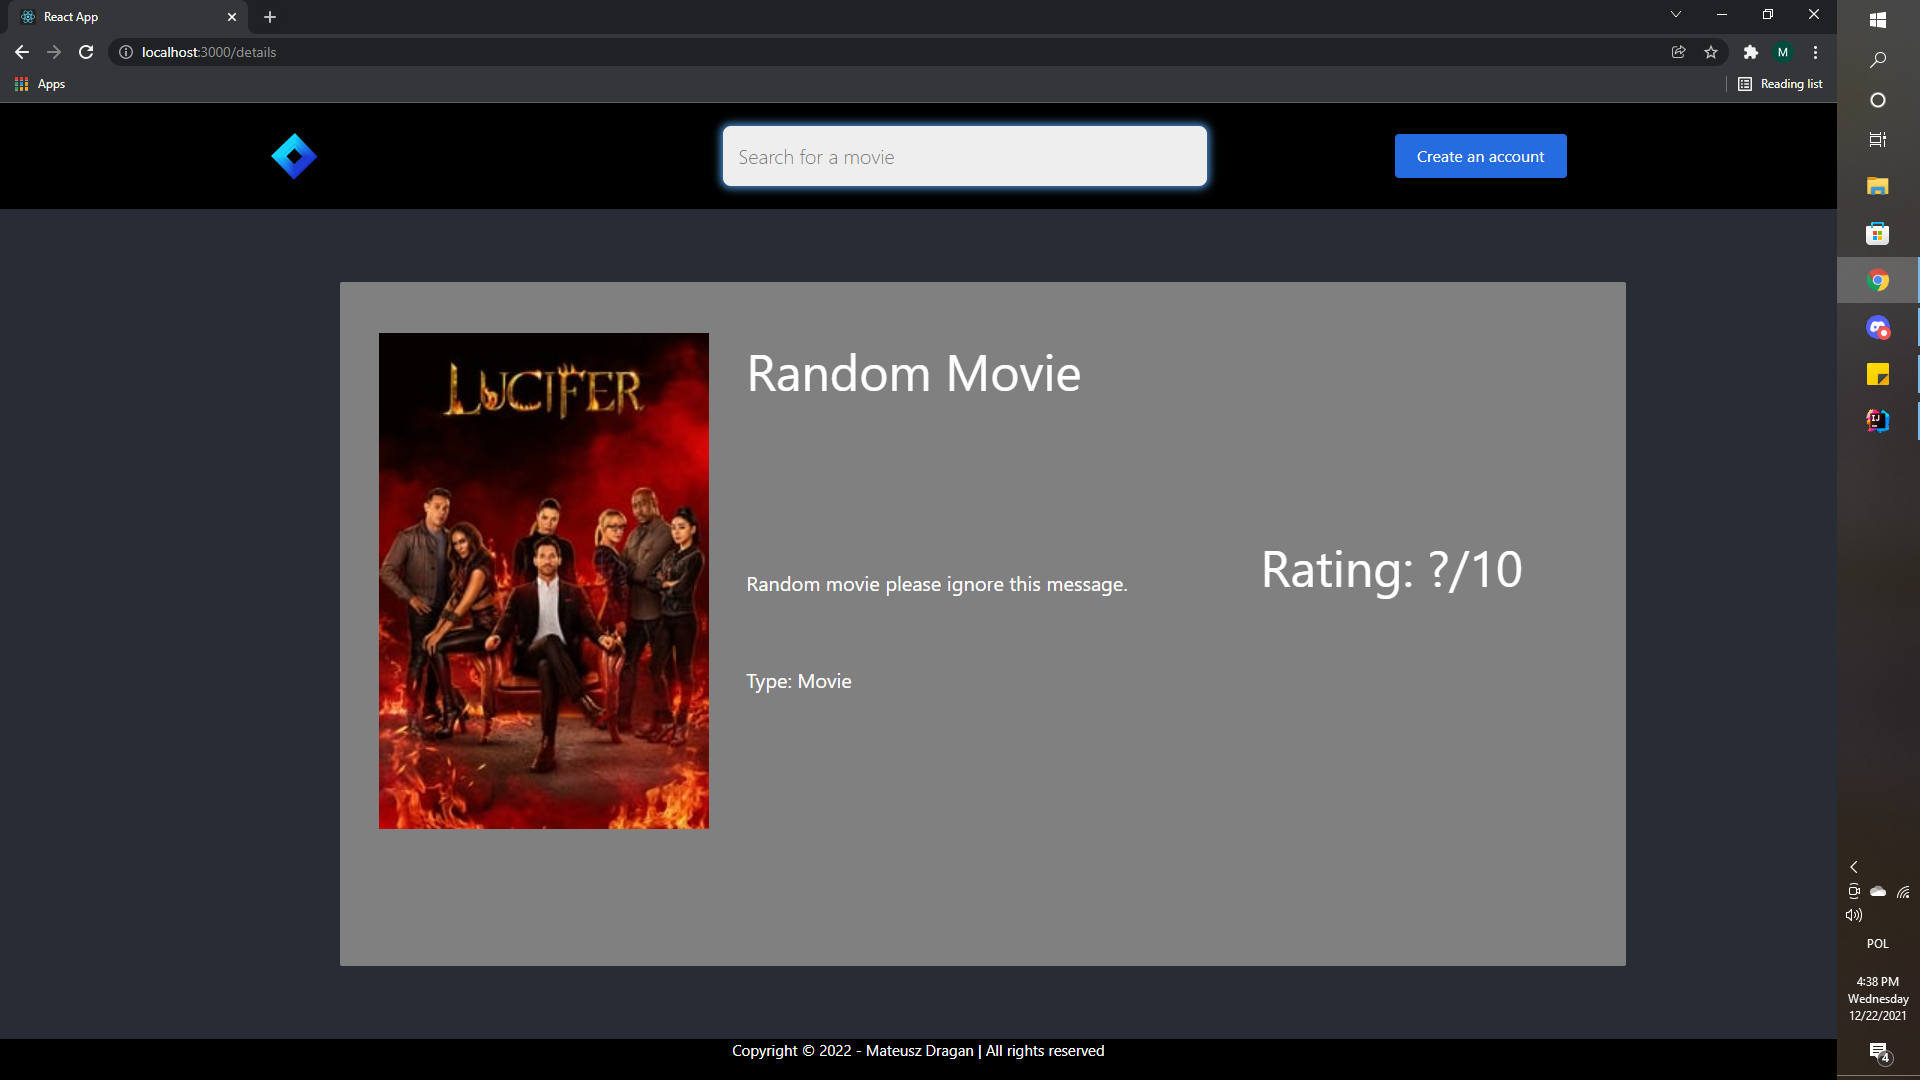 React App
localhost:3000/details
Apps
Reading list
Search for a movie
Create an account
LUCIFER
Random Movie
Random movie please ignore this message.
Rating: ?/10
Type: Movie
Copyright © 2022 - Mateusz Dragan | All rights reserved
M
IJ
POL
4:38 PM
Wednesday
12/22/2021
4